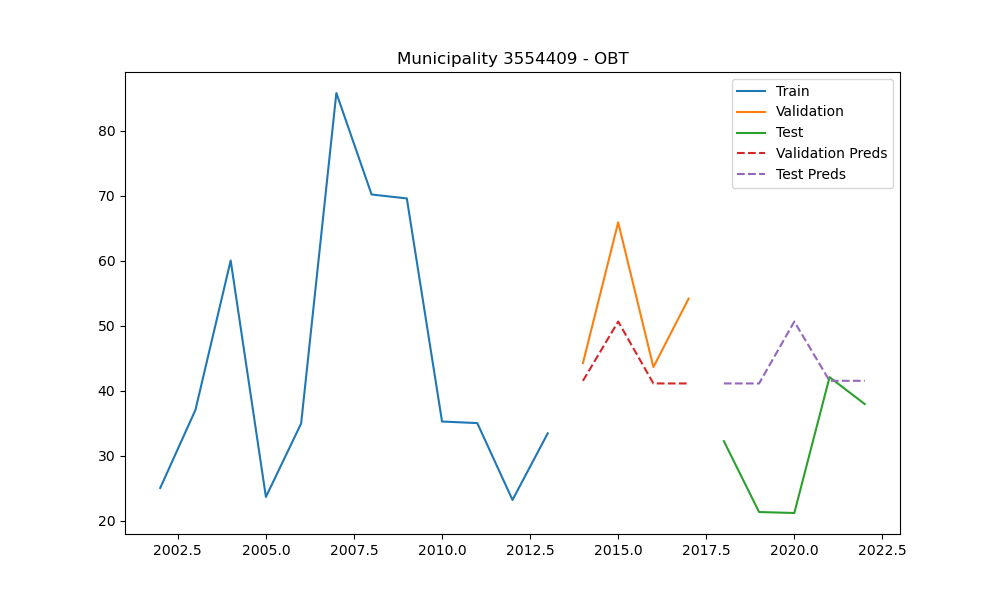 Municipality 3554409 - OBT
Train
Validation
Test
Validation Preds
Test Preds
80
70
60
50
40
30
20
2002.5 2005.0 2007.5 2010.0 2012.5 2015.0 2017.5 2020.0 2022.5